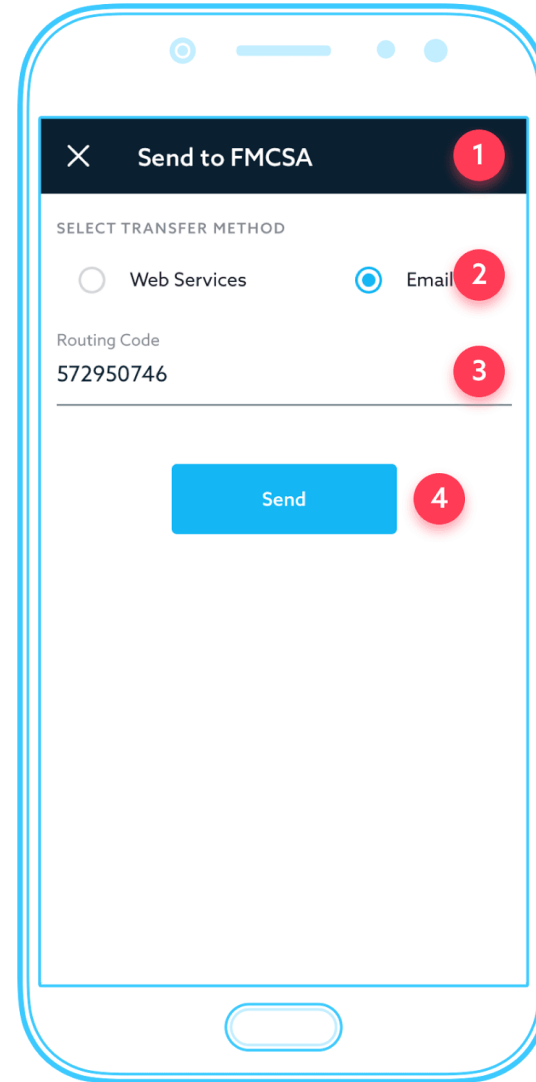 Send to FMCSA 1
SELECT TRANSFER METHOD
Web Services Email 2
Routing Code
572950746 3
Send 4